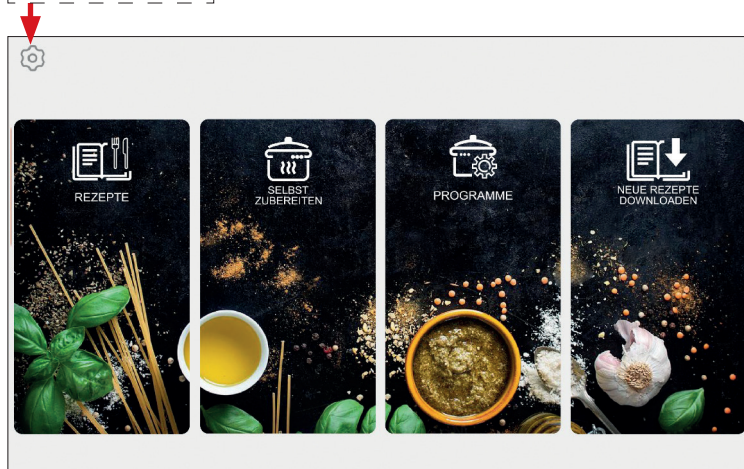 REZEPTE
SELBST
ZUBEREITEN
PROGRAMME
NEUE REZEPTE
DOWNLOADEN